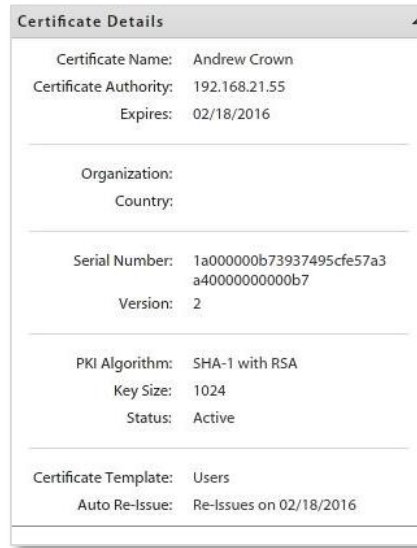 Certificate Details
Certificate Name: Andrew Crown
Certificate Authority: 192.168.21.55
Expires: 02/18/2016
Organization:
Country:
Serial Number: 1a000000b73937495cfe57a3
a40000000000b7
Version: 2
PKI Algorithm: SHA-1 with RSA
Key Size: 1024
Status: Active
Certificate Template: Users
Auto Re-Issue: Re-Issues on 02/18/2016